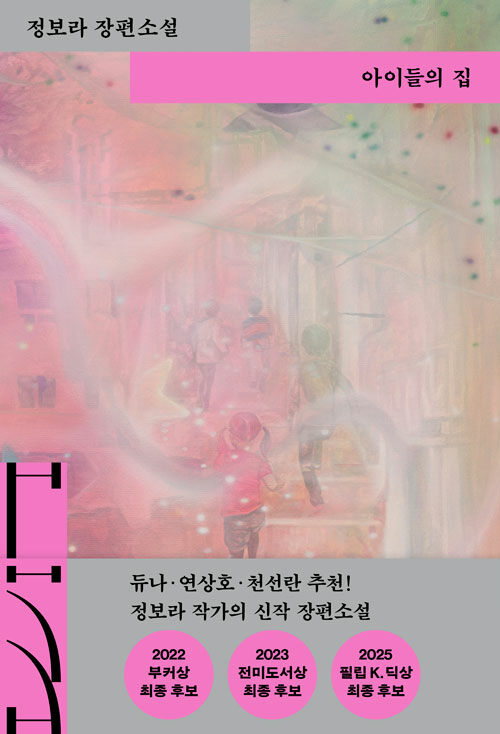 정보라 장편소설
아이들의 집
듀나·연상호·천선란 추천!
정보라 작가의 신작 장편소설
2022
부커상
최종 후보
2023
전미도서상
최종 후보
2025
필립 K. 딕상
최종 후보